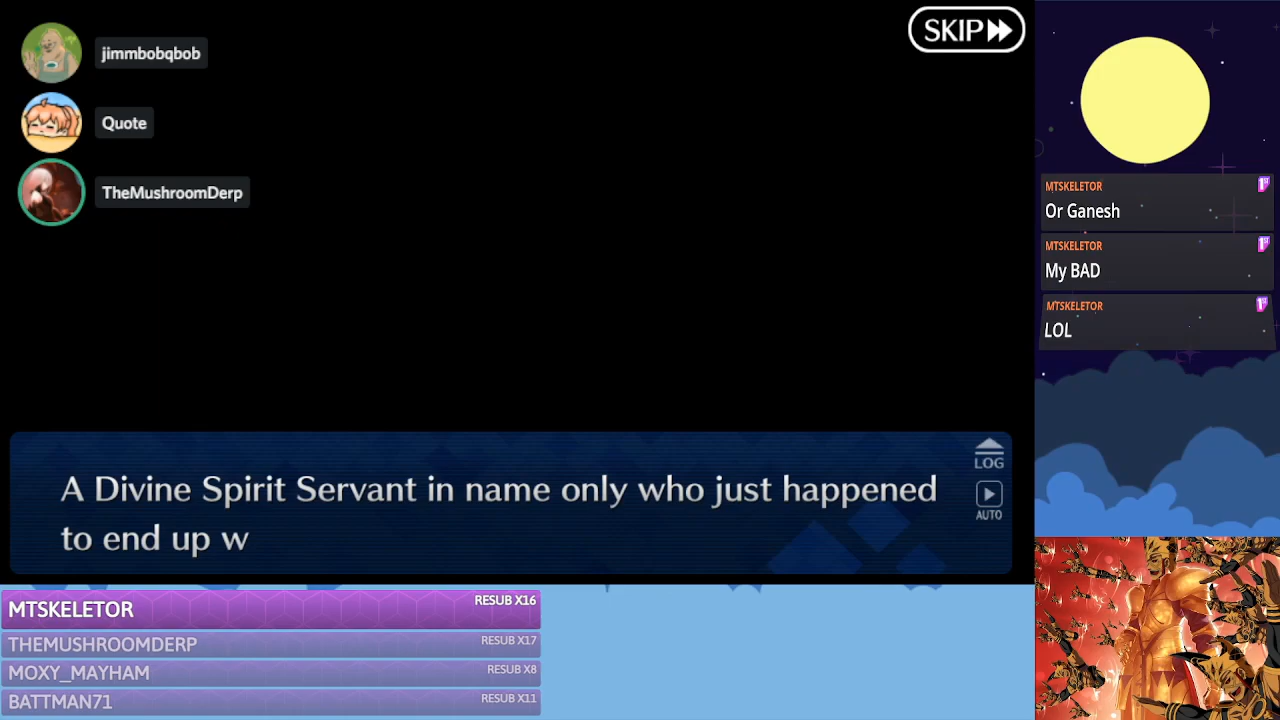 jimmbobqbob
Quote
TheMushroomDerp
SKIP
A Divine Spirit Servant in name only who just happened
to end up w
LOG
AUTO
MTSKELETOR
Or Ganesh
MTSKELETOR
My BAD
MTSKELETOR
LOL
MTSKELETOR RESUB X16
THEMUSHROOMDERP RESUB X17
MOXY_MAYHAM RESUB X8
BATTMAN71 RESUB X11